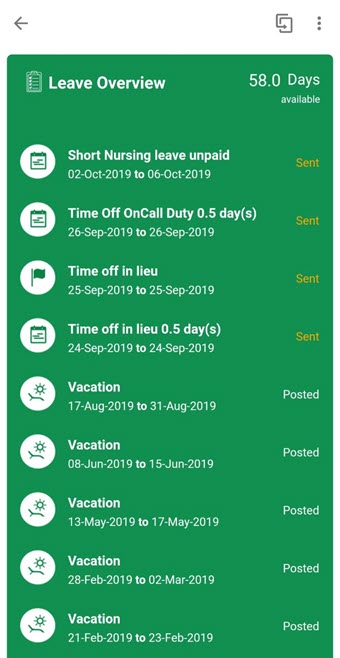 Leave Overview
58.0 Days
available
Short Nursing leave unpaid
02-Oct-2019 to 06-Oct-2019
Sent
Time Off OnCall Duty 0.5 day(s)
26-Sep-2019 to 26-Sep-2019
Sent
Time off in lieu
25-Sep-2019 to 25-Sep-2019
Sent
Time off in lieu 0.5 day(s)
24-Sep-2019 to 24-Sep-2019
Sent
Vacation
17-Aug-2019 to 31-Aug-2019
Posted
Vacation
08-Jun-2019 to 15-Jun-2019
Posted
Vacation
13-May-2019 to 17-May-2019
Posted
Vacation
28-Feb-2019 to 02-Mar-2019
Posted
Vacation
21-Feb-2019 to 23-Feb-2019
Posted